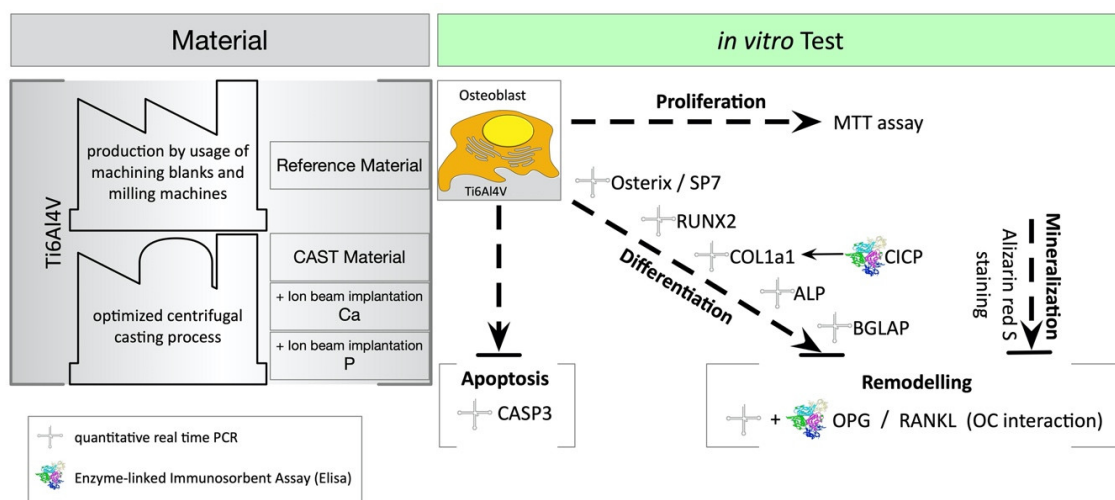 Material
in vitro Test
Ti6Al4V
production by usage of
machining blanks and
milling machines
Reference Material
optimized centrifugal
casting process
CAST Material
+ Ion beam implantation
Ca
+ Ion beam implantation
P
Osteoblast
Ti6Al4V
Proliferation
MTT assay
Osterix / SP7
RUNX2
COL1a1
CICP
ALP
BGLAP
Differentiation
Mineralization
Alizarin red S
staining
Apoptosis
CASP3
Remodelling
+ OPG / RANKL (OC interaction)
quantitative real time PCR
Enzyme-linked Immunosorbent Assay (Elisa)